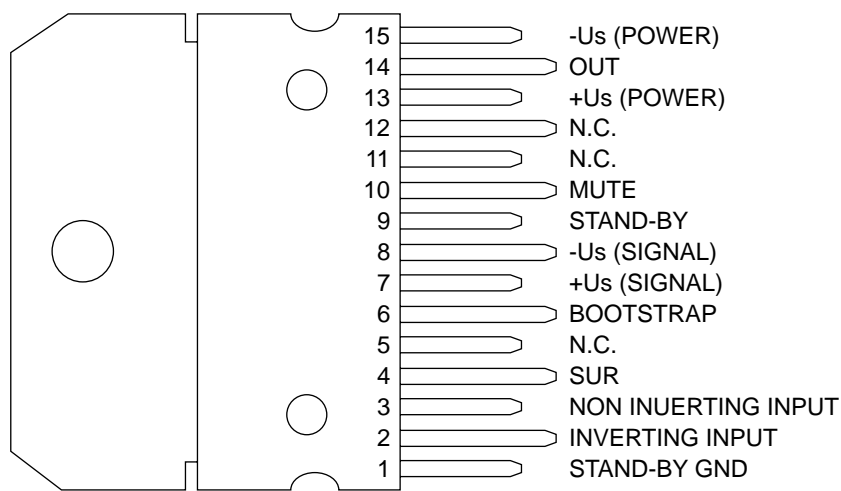 15 -Us (POWER)
14 OUT
13 +Us (POWER)
12 N.C.
11 N.C.
10 MUTE
9 STAND-BY
8 -Us (SIGNAL)
7 +Us (SIGNAL)
6 BOOTSTRAP
5 N.C.
4 SUR
3 NON INUERTING INPUT
2 INVERTING INPUT
1 STAND-BY GND